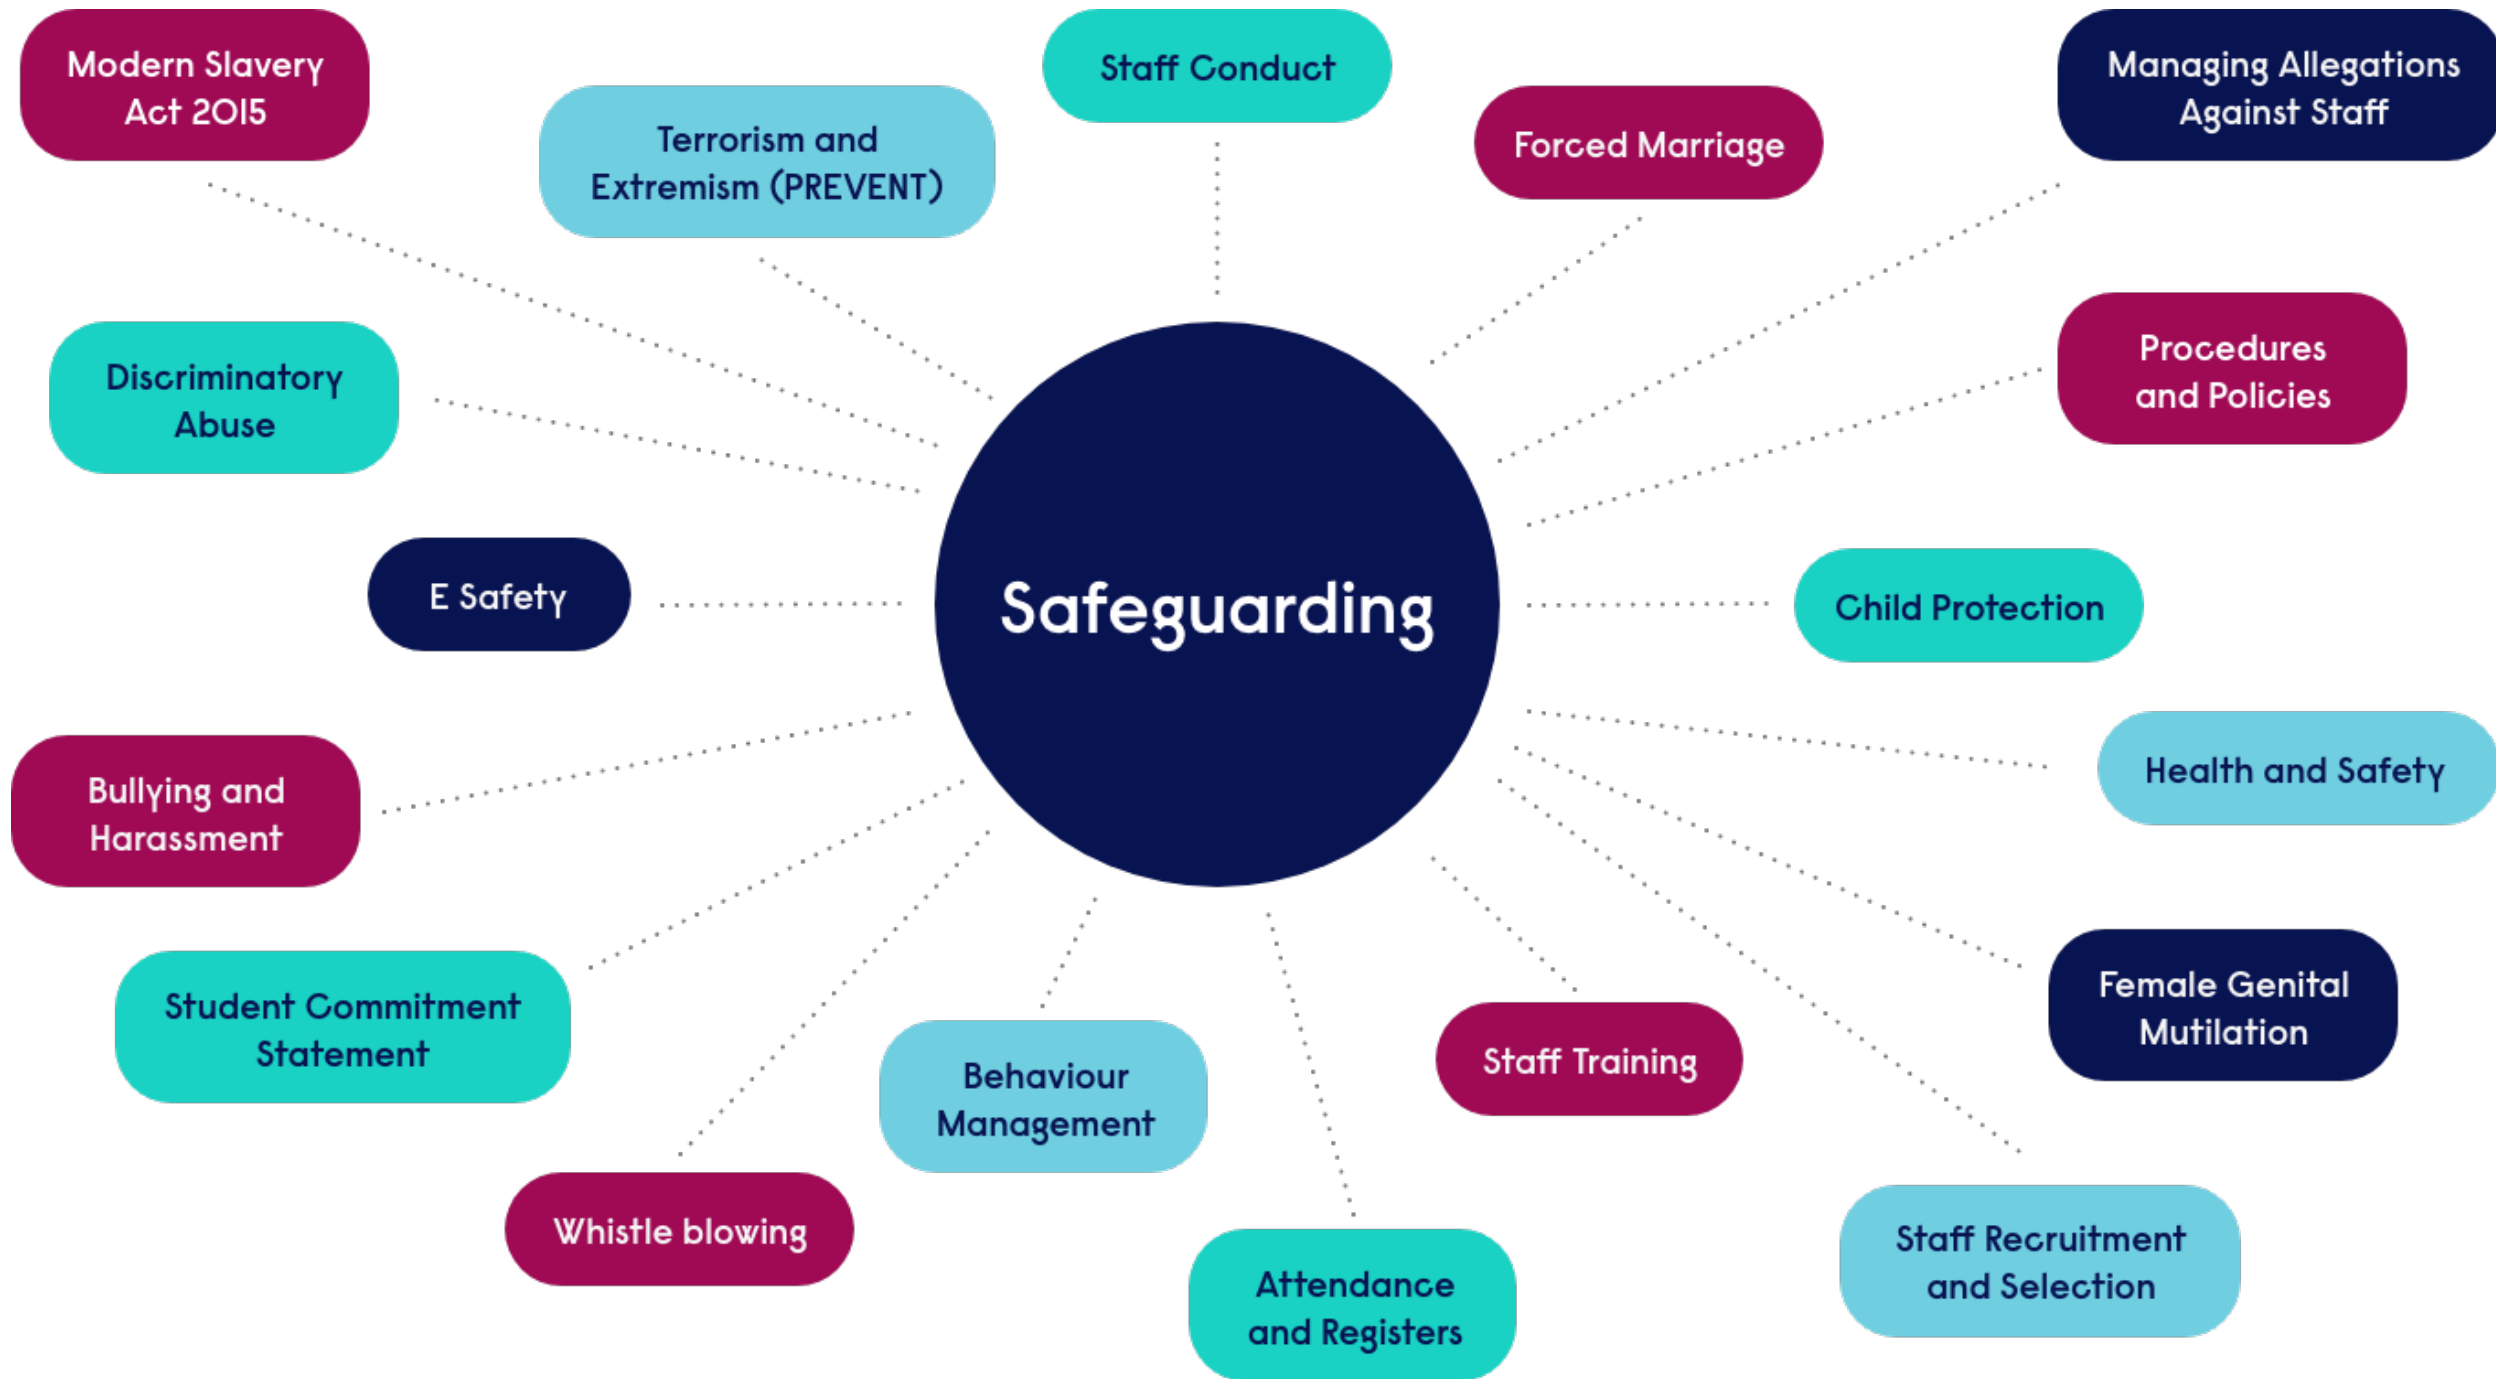 Modern Slavery
Act 2015
Terrorism and
Extremism (PREVENT)
Staff Conduct
Forced Marriage
Managing Allegations
Against Staff
Discriminatory
Abuse
Procedures
and Policies
E Safety
Safeguarding
Child Protection
Bullying and
Harassment
Health and Safety
Student Commitment
Statement
Behaviour
Management
Staff Training
Female Genital
Mutilation
Whistle blowing
Attendance
and Registers
Staff Recruitment
and Selection